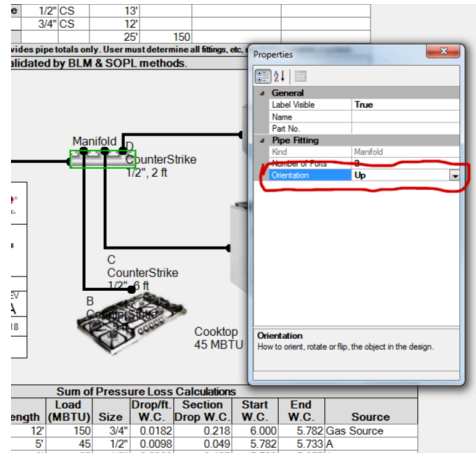 e 1/2" CS 13'
3/4" CS 12'
25' 150
vides pipe totals only. User must determine all fittings, etc,
alidated by BLM & SOPL methods.
Properties
General
Label Visible True
Name
Part No.
Pipe Fitting
Kind Manifold
Number of Ports 3
Orientation Up
Orientation
How to orient, rotate or flip, the object in the design.
Manifold
D
CounterStrike
1/2", 2 ft
C
CounterStrike
1/2", 6 ft
B
CounterStrike
EV
A
18
Cooktop
45 MBTU
Sum of Pressure Loss Calculations
ength Load (MBTU) Size Drop/ft. W.C. Section Drop W.C. Start W.C. End W.C. Source
12' 150 3/4" 0.0182 0.218 6.000 5.782 Gas Source
5' 45 1/2" 0.0098 0.049 5.782 5.733 A